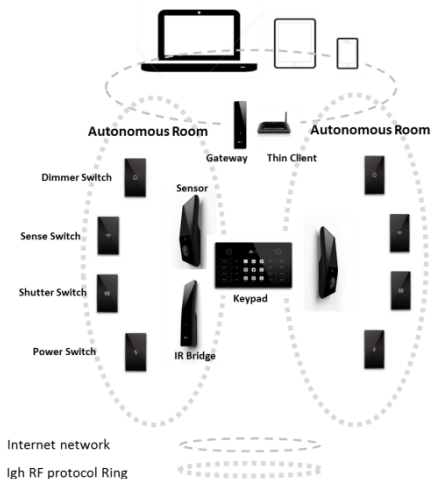 Autonomous Room
Autonomous Room
Gateway
Thin Client
Dimmer Switch
Sensor
Sense Switch
Shutter Switch
Keypad
Power Switch
IR Bridge
Internet network
Igh RF protocol Ring